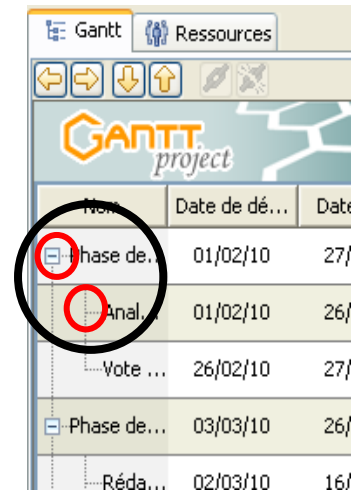 Gantt Ressources
GANTT
project
Nom Date de dé... Date
Phase de... 01/02/10 27/
Anal... 01/02/10 26/
Vote ... 26/02/10 27/
Phase de... 03/03/10 26/
Réda... 02/03/10 16/